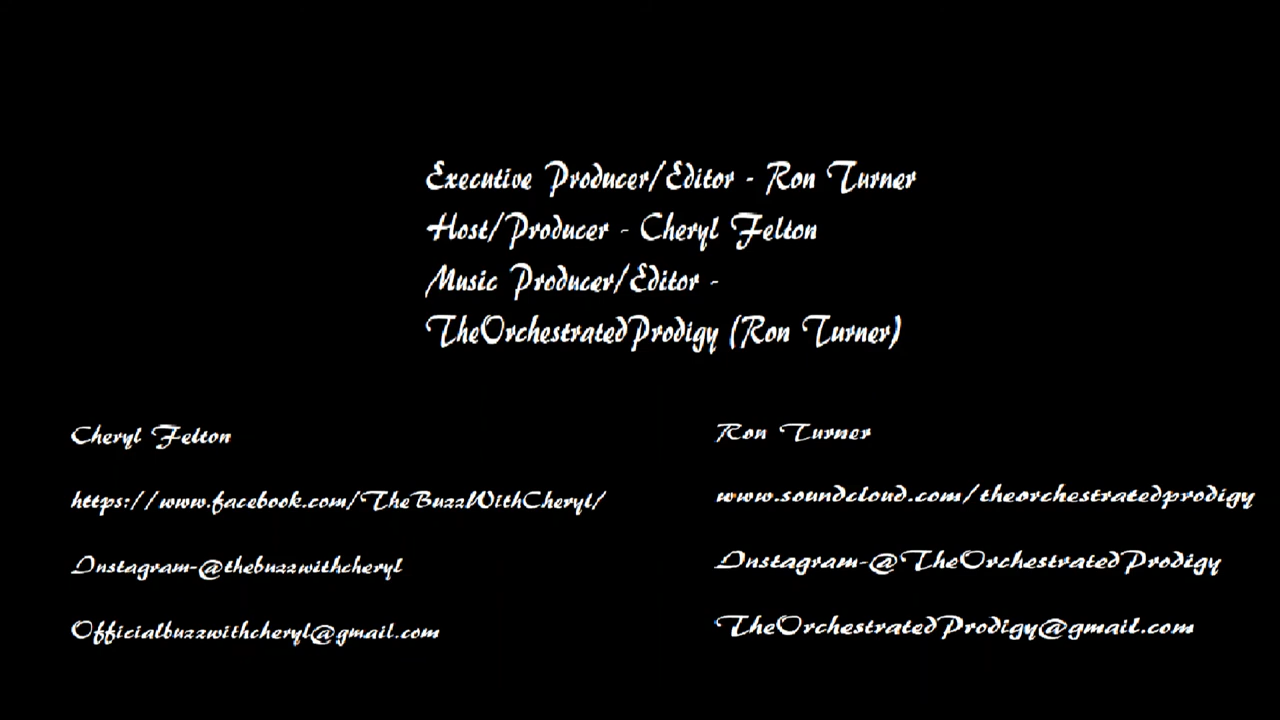 Executive Producer/Editor - Ron Turner
Host/Producer - Cheryl Felton
Music Producer/Editor -
TheOrchestratedProdigy (Ron Turner)
Cheryl Felton
https://www.facebook.com/TheBuzzWithCheryl/
Instagram-@thebuzzwithcheryl
Officialbuzzwithcheryl@gmail.com
Ron Turner
www.soundcloud.com/theorchestratedprodigy
Instagram-@TheOrchestratedProdigy
TheOrchestratedProdigy@gmail.com